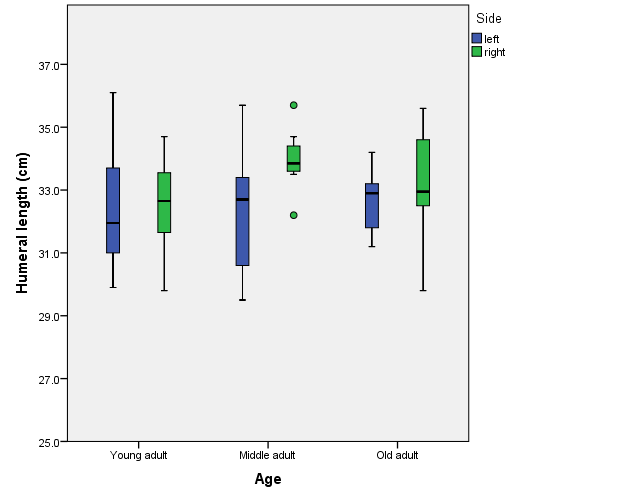 Side
left
right
Humeral length (cm)
37.0
35.0
33.0
31.0
29.0
27.0
25.0
Young adult
Middle adult
Old adult
Age